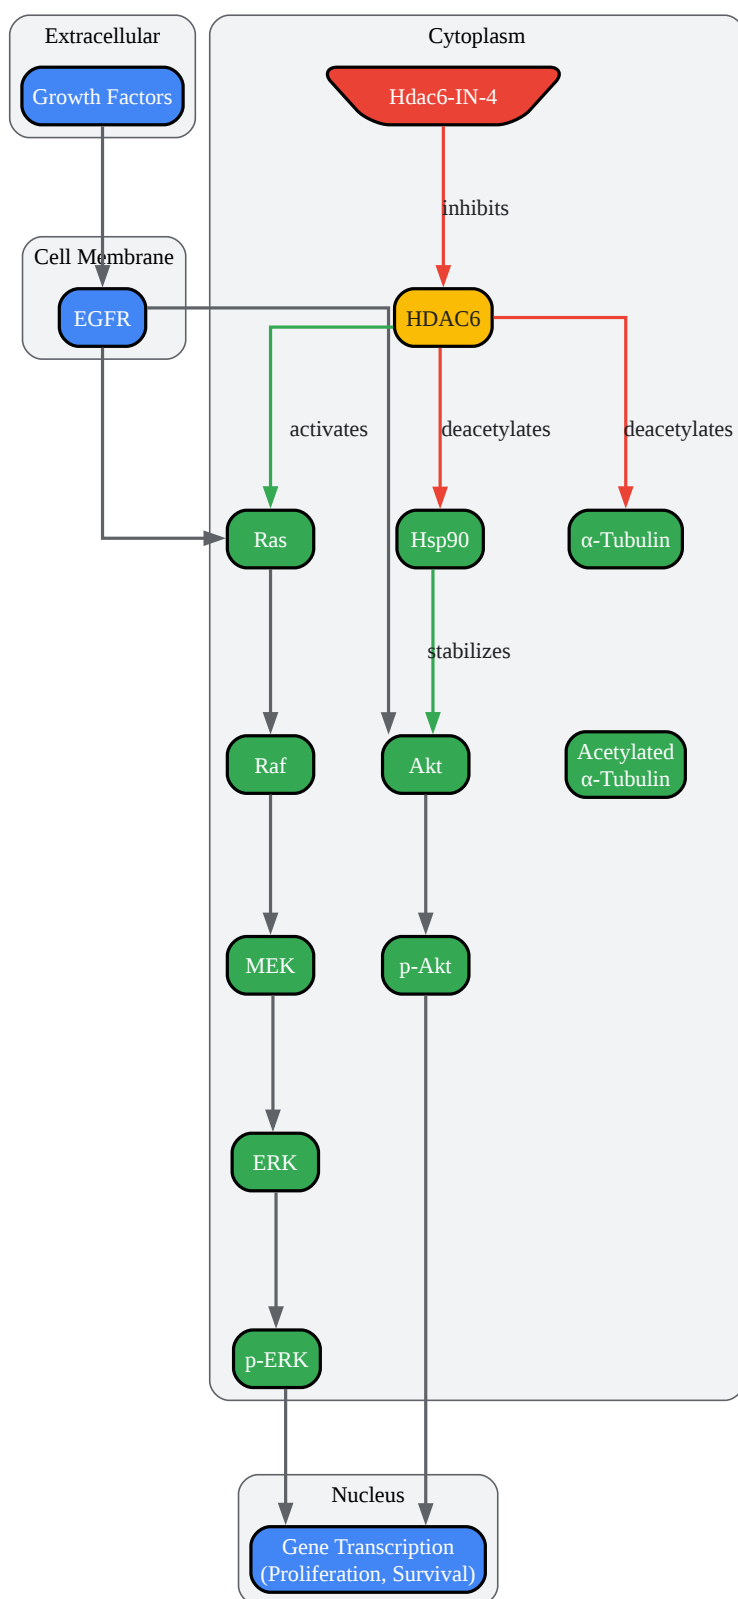 Extracellular
Cytoplasm
Growth Factors
Hdac6-IN-4
inhibits
Cell Membrane
EGFR
HDAC6
activates
deacetylates
deacetylates
Ras
Hsp90
α-Tubulin
stabilizes
Raf
Akt
Acetylated
α-Tubulin
MEK
p-Akt
ERK
p-ERK
Nucleus
Gene Transcription
(Proliferation, Survival)